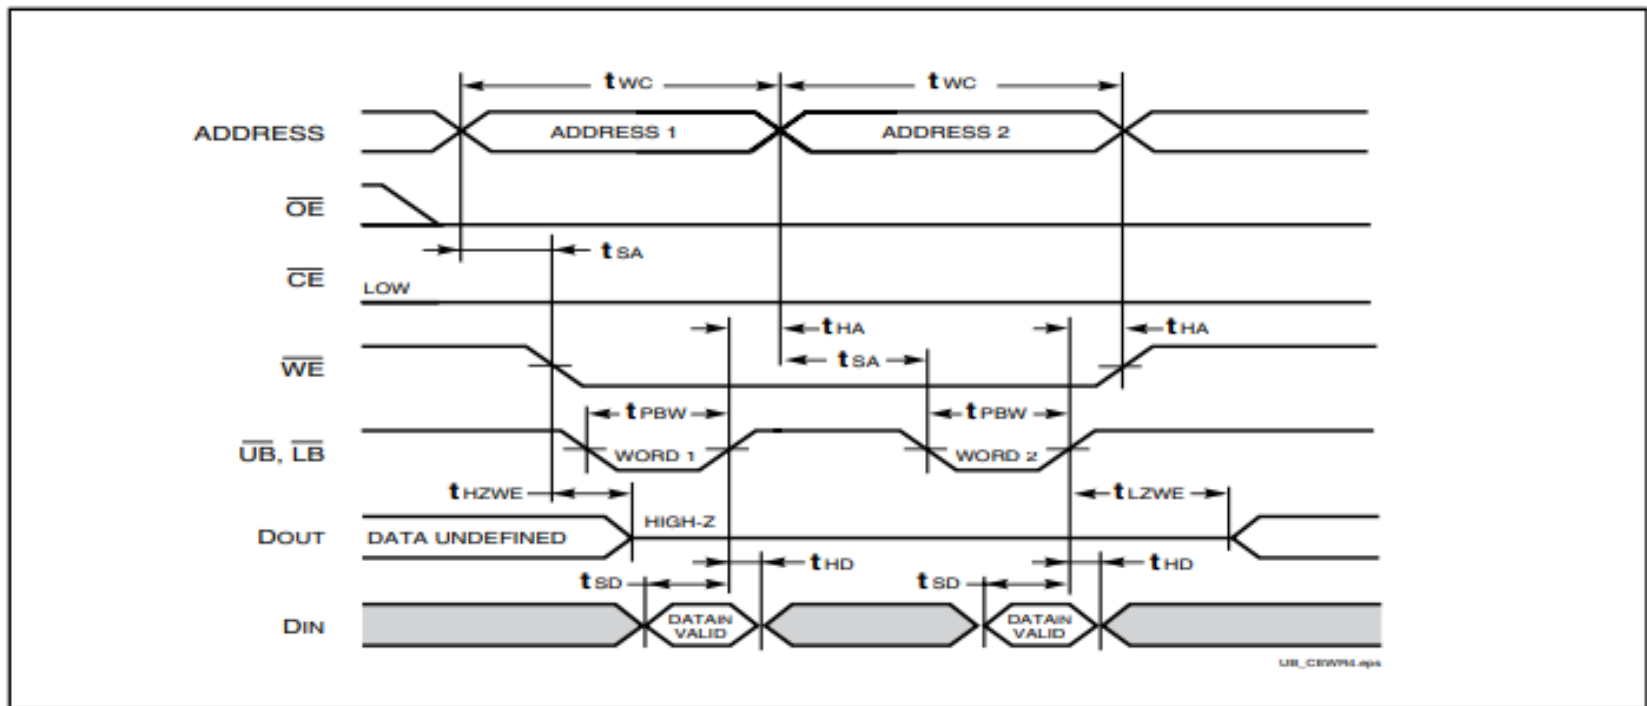 tWC tWC
ADDRESS ADDRESS 1 ADDRESS 2
OE
tSA
CE LOW
tHA tHA
WE tSA
tPBW tPBW
UB, LB WORD 1 WORD 2
tHZWE tLZWE
DOUT DATA UNDEFINED HIGH-Z
tHD tHD
tSD tSD
DIN DATAIN VALID DATAIN VALID
UB_CEWR4.eps